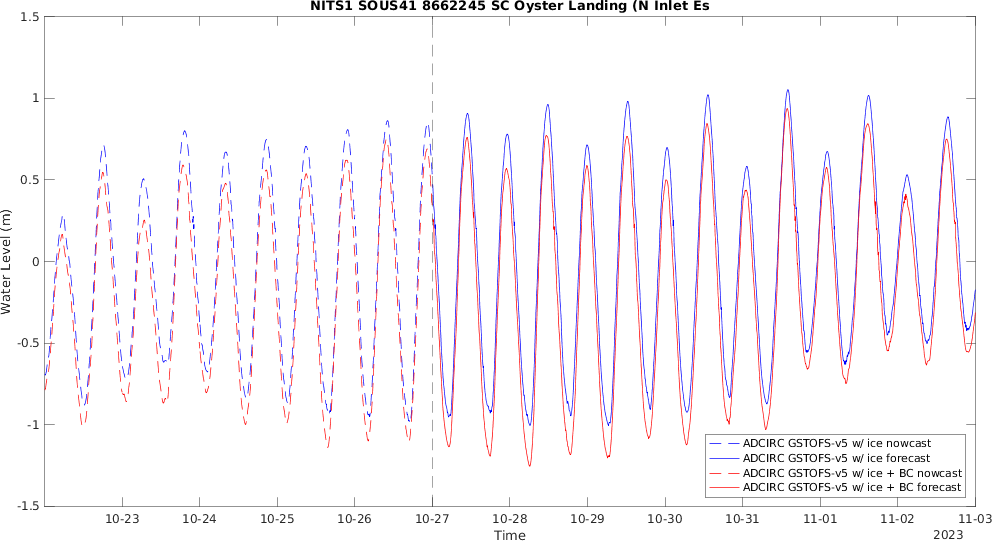 NITS1 SOUS41 8662245 SC Oyster Landing (N Inlet Es
1.5
1
0.5
0
-0.5
-1
-1.5
Water Level (m)
10-23 10-24 10-25 10-26 10-27 10-28 10-29 10-30 10-31 11-01 11-02 11-03
2023
Time
ADCIRC GSTOFS-v5 w/ ice nowcast
ADCIRC GSTOFS-v5 w/ ice forecast
ADCIRC GSTOFS-v5 w/ ice + BC nowcast
ADCIRC GSTOFS-v5 w/ ice + BC forecast